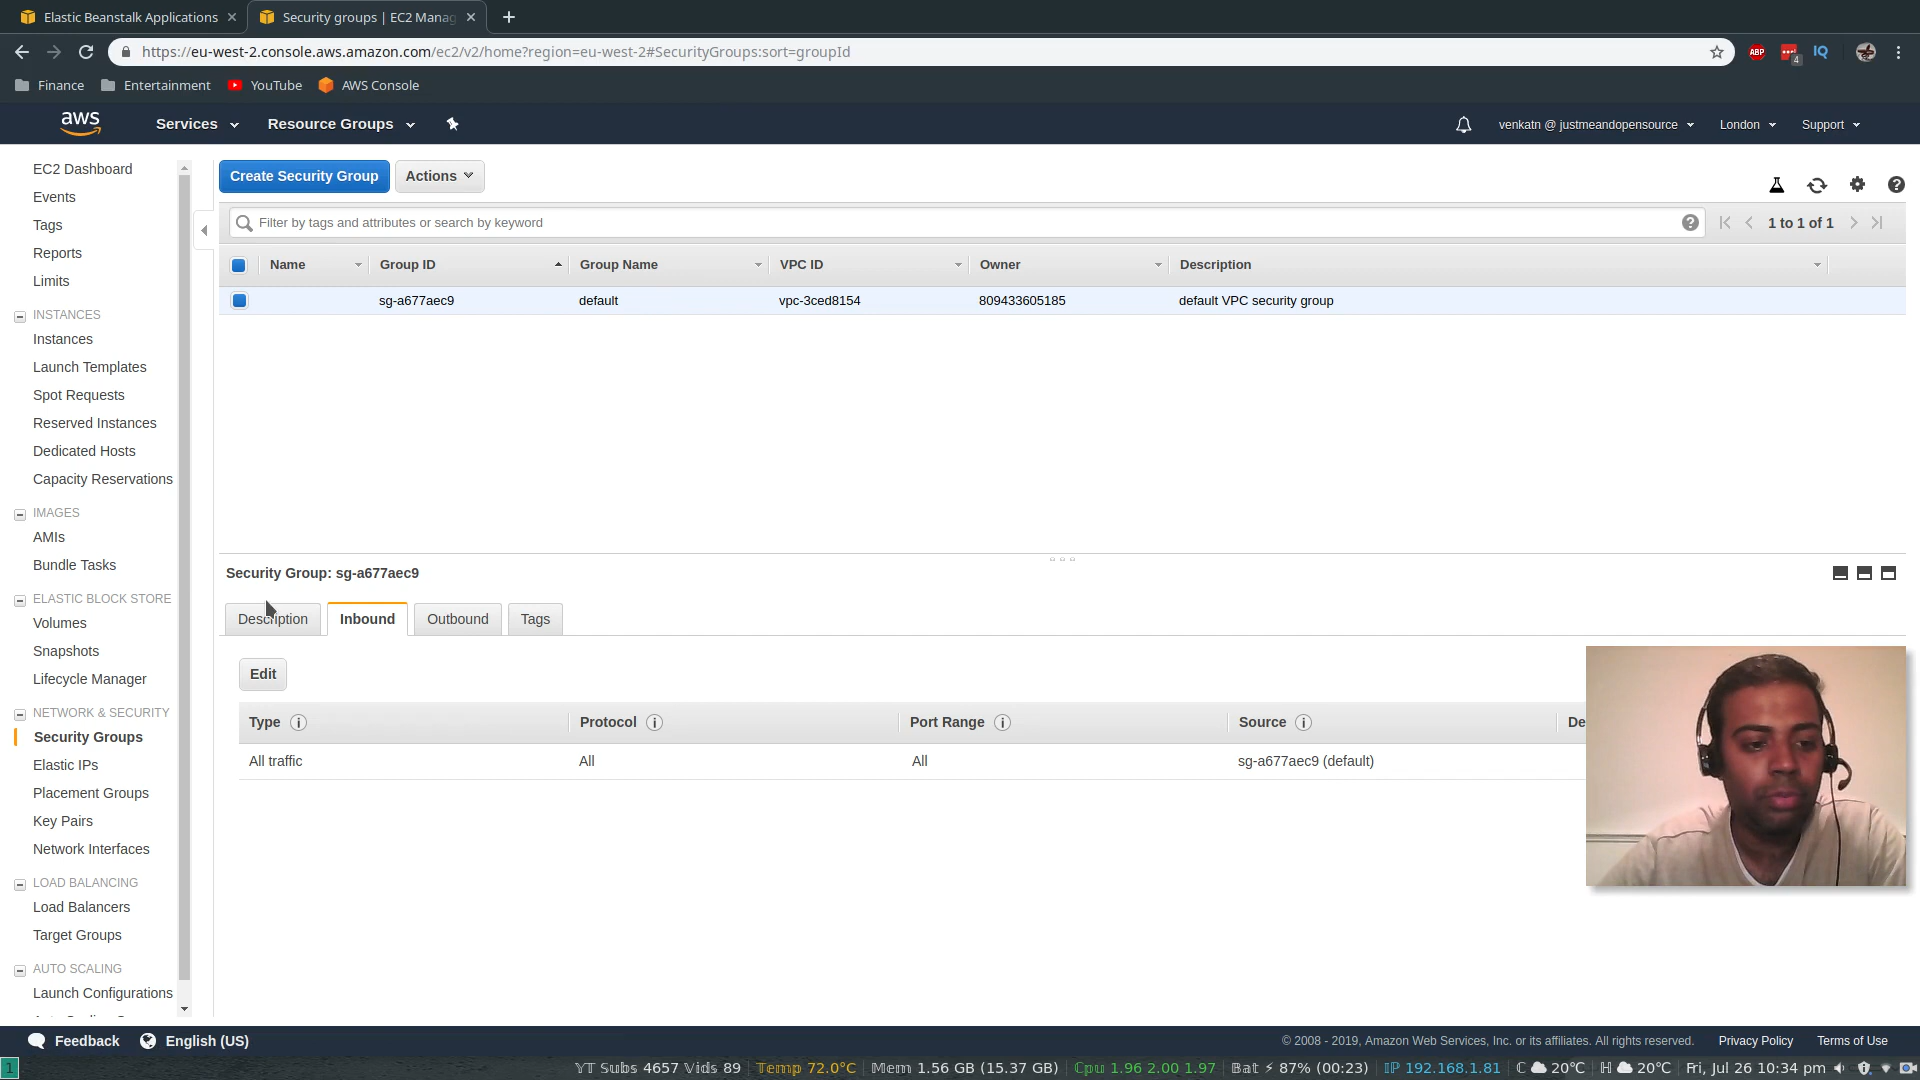 Elastic Beanstalk Applications
Security groups | EC2 Manag
https://eu-west-2.console.aws.amazon.com/ec2/v2/home?region=eu-west-2#SecurityGroups:sort=groupId
ABP
4
IQ
Finance
Entertainment
YouTube
AWS Console
aws
Services
Resource Groups
venkatn @ justmeandopensource
London
Support
EC2 Dashboard
Events
Tags
Reports
Limits
INSTANCES
Instances
Launch Templates
Spot Requests
Reserved Instances
Dedicated Hosts
Capacity Reservations
IMAGES
AMIs
Bundle Tasks
ELASTIC BLOCK STORE
Volumes
Snapshots
Lifecycle Manager
NETWORK & SECURITY
Security Groups
Elastic IPs
Placement Groups
Key Pairs
Network Interfaces
LOAD BALANCING
Load Balancers
Target Groups
AUTO SCALING
Launch Configurations
Create Security Group
Actions
Filter by tags and attributes or search by keyword
1 to 1 of 1
Name Group ID Group Name VPC ID Owner Description
sg-a677aec9 default vpc-3ced8154 809433605185 default VPC security group
Security Group: sg-a677aec9
Description Inbound Outbound Tags
Edit
Type Protocol Port Range Source De
All traffic All All sg-a677aec9 (default)
Feedback
English (US)
© 2008 - 2019, Amazon Web Services, Inc. or its affiliates. All rights reserved.
Privacy Policy
Terms of Use
1
YT Subs 4657 Vids 89 Temp 72.0°C Mem 1.56 GB (15.37 GB) Cpu 1.96 2.00 1.97 Bat ⚡ 87% (00:23) IP 192.168.1.81 C 20°C H 20°C Fri, Jul 26 10:34 pm